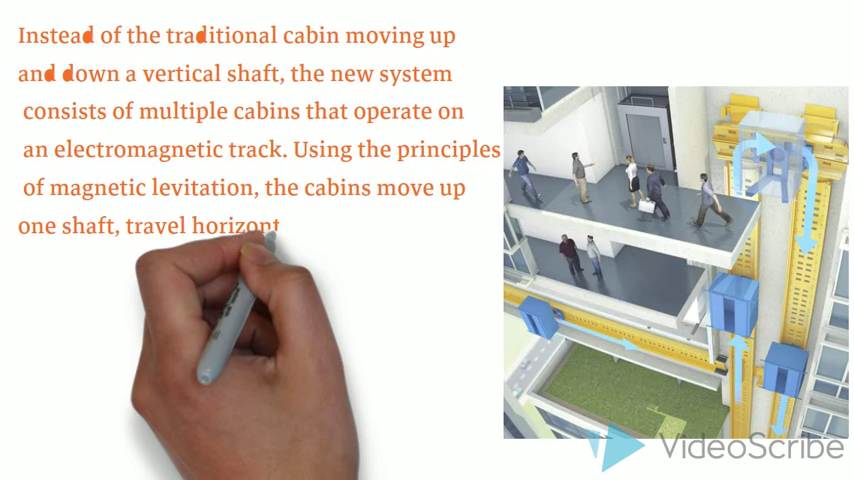 Instead of the traditional cabin moving up
and down a vertical shaft, the new system
consists of multiple cabins that operate on
an electromagnetic track. Using the principles
of magnetic levitation, the cabins move up
one shaft, travel horizont
VideoScribe